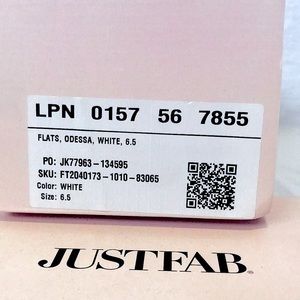 LPN 0157 56 7855
FLATS, ODESSA, WHITE, 6.5
PO: JK77963-134595
SKU: FT2040173-1010-83065
Color: WHITE
Size: 6.5
JUSTFAB®